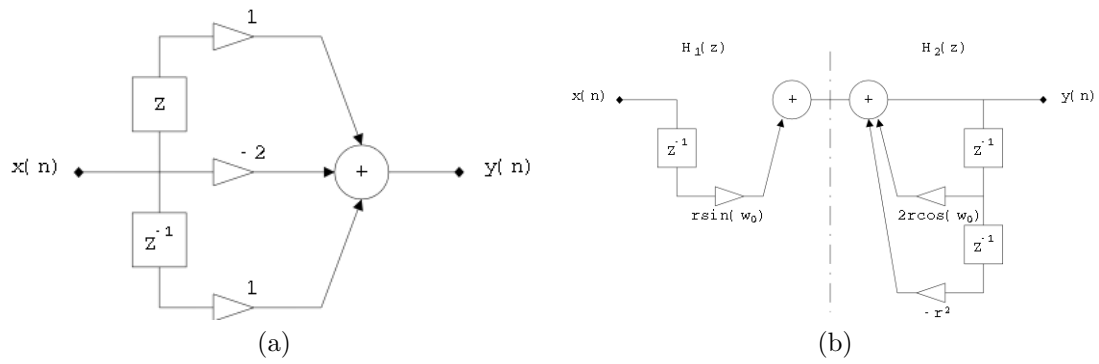 1
Z
x( n)
- 2
+
y( n)
Z⁻¹
1
(a)
H₁(z)
H₂(z)
x(n)
+
+
y(n)
Z⁻¹
Z⁻¹
rsin( w₀)
2rcos( w₀)
Z⁻¹
- r²
(b)